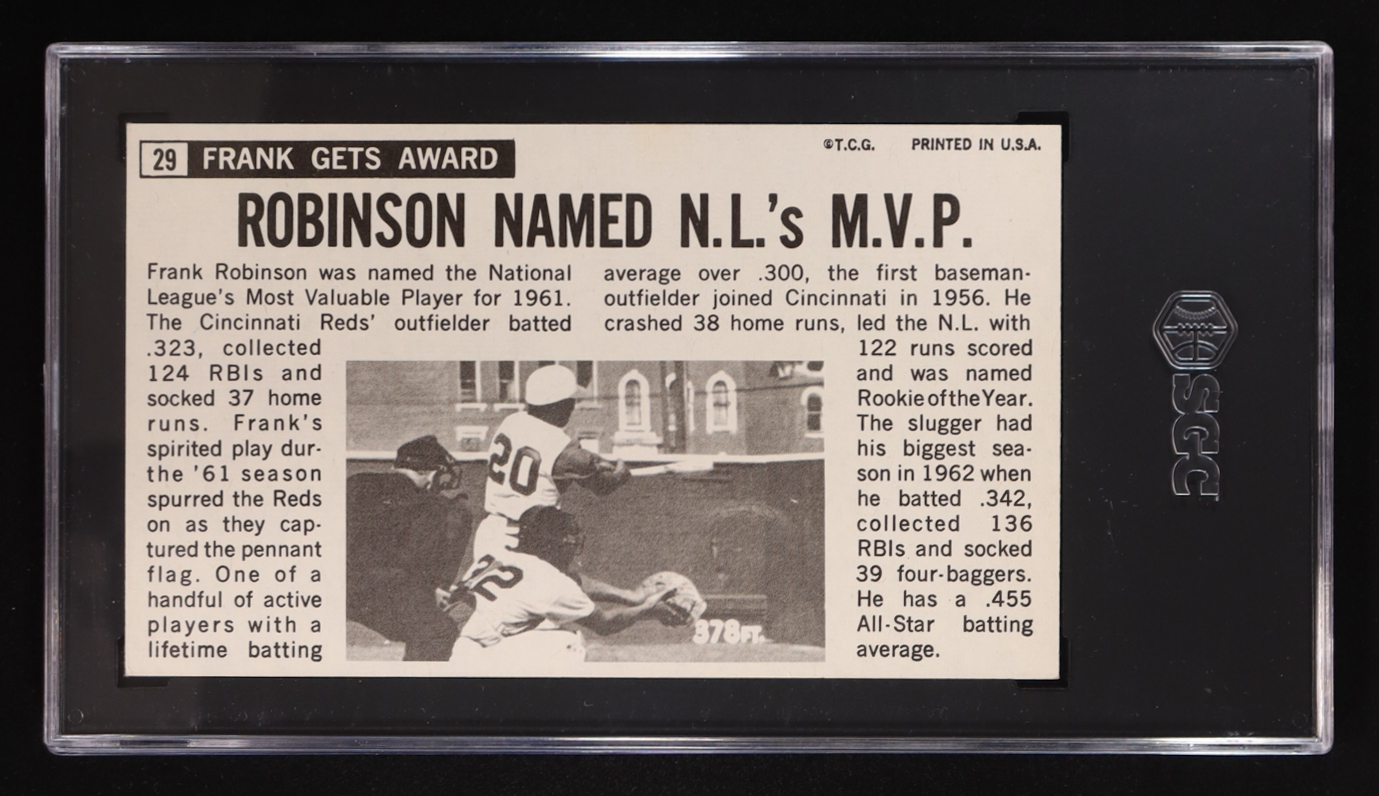 29 FRANK GETS AWARD
©T.C.G. PRINTED IN U.S.A.
ROBINSON NAMED N.L.'s M.V.P.
Frank Robinson was named the National
League's Most Valuable Player for 1961.
The Cincinnati Reds' outfielder batted
.323, collected
124 RBIs and
socked 37 home
runs. Frank's
spirited play dur-
the '61 season
spurred the Reds
on as they cap-
tured the pennant
flag. One of a
handful of active
players with a
lifetime batting
average over .300, the first baseman-
outfielder joined Cincinnati in 1956. He
crashed 38 home runs, led the N.L. with
122 runs scored
and was named
Rookie of the Year.
The slugger had
his biggest sea-
son in 1962 when
he batted .342,
collected 136
RBIs and socked
39 four-baggers.
He has a .455
All-Star batting
average.
20
22
378FT.
SGC